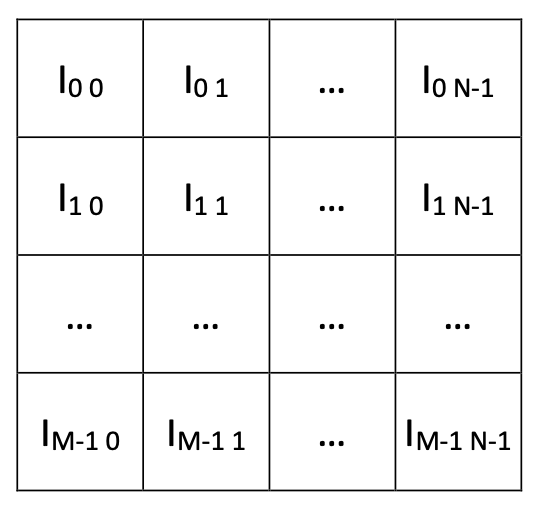 I0 0 I0 1 ... I0 N-1
I1 0 I1 1 ... I1 N-1
... ... ... ...
IM-1 0 IM-1 1 ... IM-1 N-1